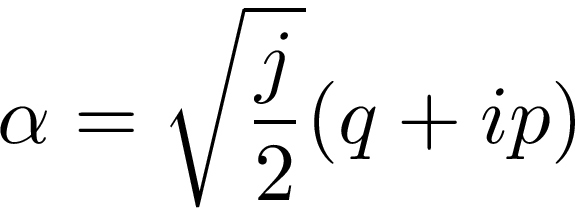 α = √(j/2) (q + ip)